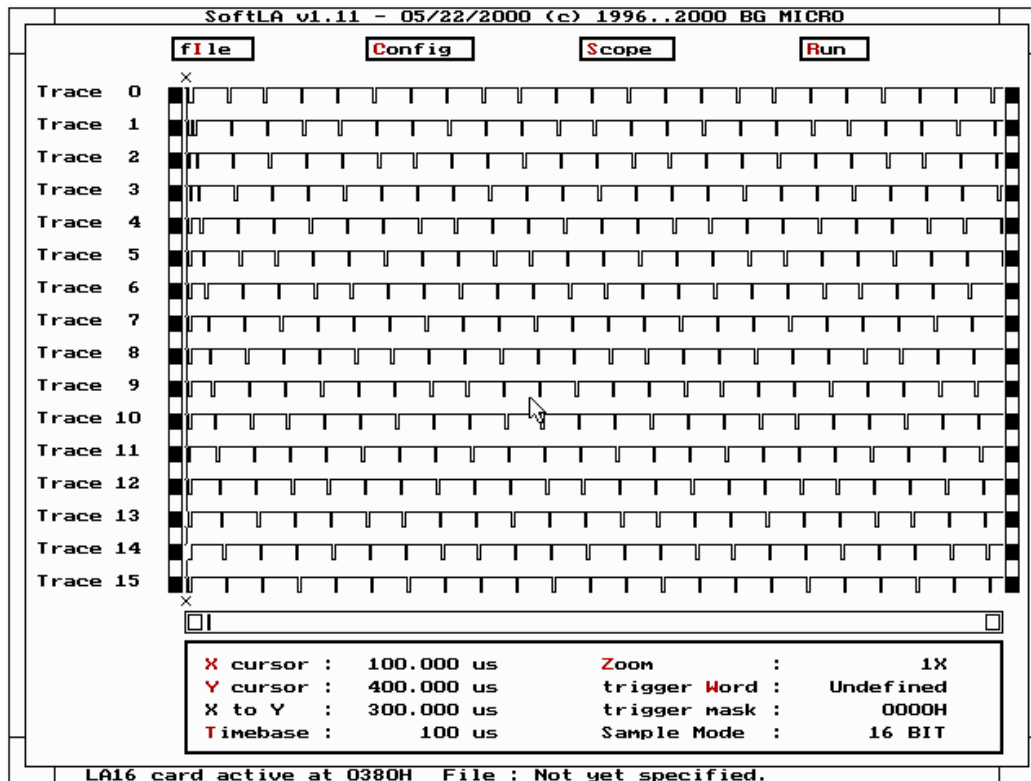 SoftLA v1.11 - 05/22/2000 (c) 1996..2000 BG MICRO
fIle Config Scope Run
Trace 0
Trace 1
Trace 2
Trace 3
Trace 4
Trace 5
Trace 6
Trace 7
Trace 8
Trace 9
Trace 10
Trace 11
Trace 12
Trace 13
Trace 14
Trace 15
X cursor : 100.000 us Zoom : 1X
Y cursor : 400.000 us trigger Word : Undefined
X to Y : 300.000 us trigger mask : 0000H
Timebase : 100 us Sample Mode : 16 BIT
LA16 card active at 0380H File : Not yet specified.